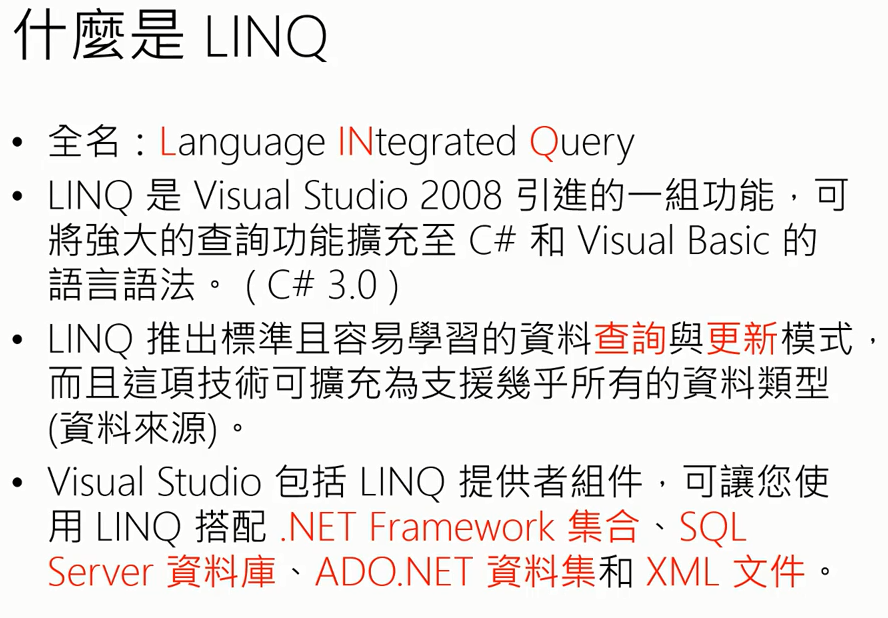 什麼是 LINQ
• 全名：Language INtegrated Query
• LINQ 是 Visual Studio 2008 引進的一組功能，可
將強大的查詢功能擴充至 C# 和 Visual Basic 的
語言語法。 ( C# 3.0 )
• LINQ 推出標準且容易學習的資料查詢與更新模式，
而且這項技術可擴充為支援幾乎所有的資料類型
(資料來源)。
• Visual Studio 包括 LINQ 提供者組件，可讓您使
用 LINQ 搭配 .NET Framework 集合、SQL
Server 資料庫、ADO.NET 資料集和 XML 文件。